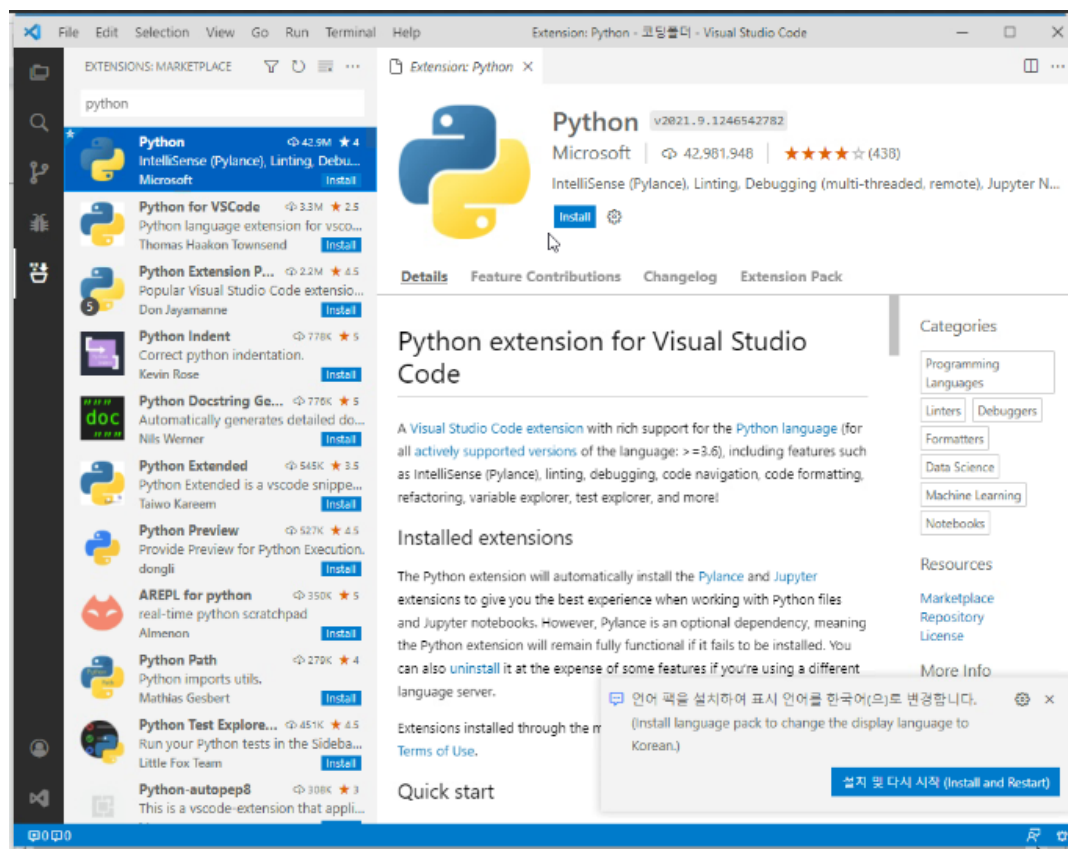 File Edit Selection View Go Run Terminal Help Extension: Python - 코딩폴더 - Visual Studio Code
EXTENSIONS: MARKETPLACE
python
Python 42.9M ★ 4
IntelliSense (Pylance), Linting, Debu...
Microsoft Install
Python for VSCode 3.3M ★ 2.5
Python language extension for vsco...
Thomas Haakon Townsend Install
Python Extension P... 2.2M ★ 4.5
Popular Visual Studio Code extensio...
5 Don Jayamanne Install
Python Indent 778K ★ 5
Correct python indentation.
Kevin Rose Install
Python Docstring Ge... 776K ★ 5
doc Automatically generates detailed do...
Nils Werner Install
Python Extended 545K ★ 3.5
Python Extended is a vscode snippe...
Taiwo Kareem Install
Python Preview 527K ★ 4.5
Provide Preview for Python Execution.
dongli Install
AREPL for python 350K ★ 5
real-time python scratchpad
Almenon Install
Python Path 279K ★ 4
Python imports utils.
Mathias Gesbert Install
Python Test Explore... 451K ★ 4.5
Run your Python tests in the Sideba...
Little Fox Team Install
Python-autopep8 308K ★ 3
This is a vscode-extension that appli...
Extension: Python
Python v2021.9.1246542782
Microsoft | 42,981,948 | ★★★★☆ (438)
IntelliSense (Pylance), Linting, Debugging (multi-threaded, remote), Jupyter N...
Install
Details Feature Contributions Changelog Extension Pack
Python extension for Visual Studio
Code
A Visual Studio Code extension with rich support for the Python language (for
all actively supported versions of the language: >=3.6), including features such
as IntelliSense (Pylance), linting, debugging, code navigation, code formatting,
refactoring, variable explorer, test explorer, and more!
Installed extensions
The Python extension will automatically install the Pylance and Jupyter
extensions to give you the best experience when working with Python files
and Jupyter notebooks. However, Pylance is an optional dependency, meaning
the Python extension will remain fully functional if it fails to be installed. You
can also uninstall it at the expense of some features if you're using a different
language server.
Extensions installed through the m
Terms of Use.
Quick start
Categories
Programming
Languages
Linters Debuggers
Formatters
Data Science
Machine Learning
Notebooks
Resources
Marketplace
Repository
License
More Info
언어 팩을 설치하여 표시 언어를 한국어(으)로 변경합니다.
(Install language pack to change the display language to
Korean.)
설치 및 다시 시작 (Install and Restart)
0 0